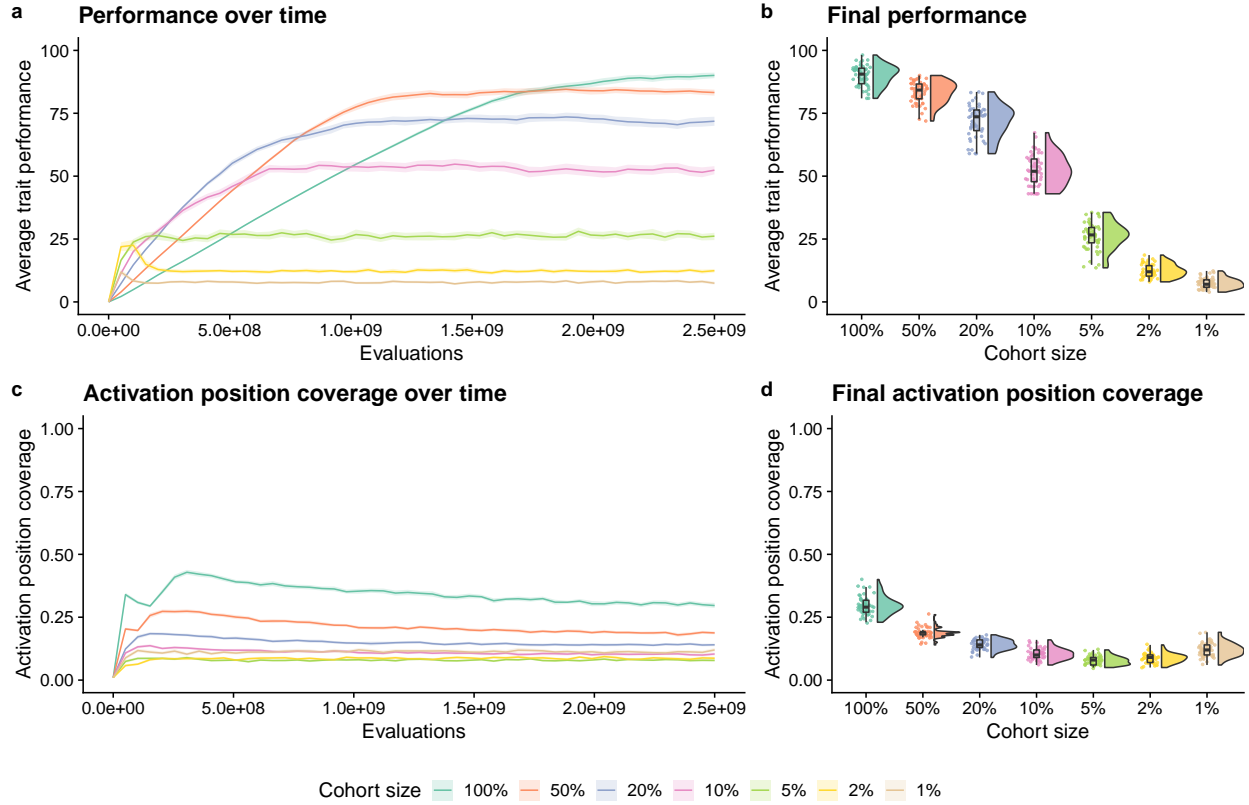 a Performance over time
100
75
50
25
0
Average trait performance
0.0e+00 5.0e+08 1.0e+09 1.5e+09 2.0e+09 2.5e+09
Evaluations
b Final performance
100
75
50
25
0
Average trait performance
100% 50% 20% 10% 5% 2% 1%
Cohort size
c Activation position coverage over time
1.00
0.75
0.50
0.25
0.00
Activation position coverage
0.0e+00 5.0e+08 1.0e+09 1.5e+09 2.0e+09 2.5e+09
Evaluations
d Final activation position coverage
1.00
0.75
0.50
0.25
0.00
Activation position coverage
100% 50% 20% 10% 5% 2% 1%
Cohort size
Cohort size 100% 50% 20% 10% 5% 2% 1%